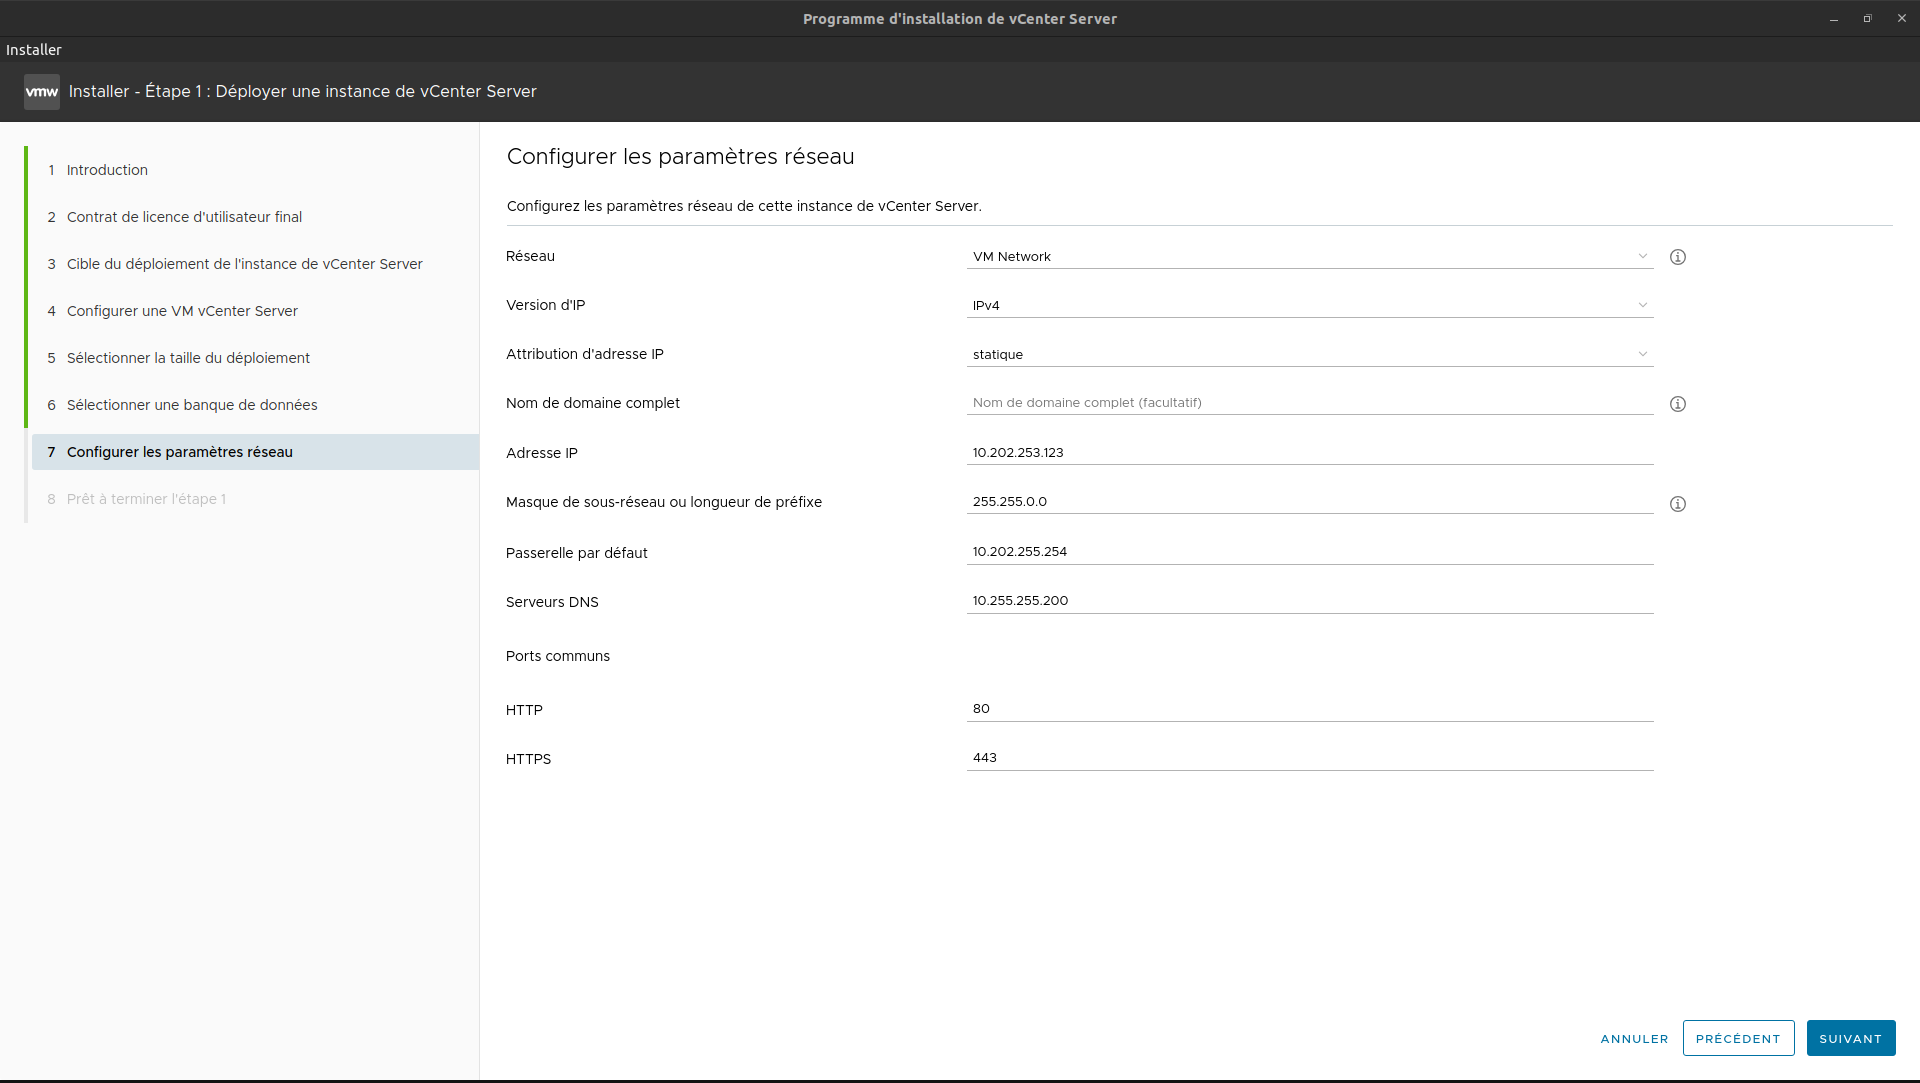 Programme d'installation de vCenter Server
Installer
vmw Installer - Étape 1 : Déployer une instance de vCenter Server
1 Introduction
2 Contrat de licence d'utilisateur final
3 Cible du déploiement de l'instance de vCenter Server
4 Configurer une VM vCenter Server
5 Sélectionner la taille du déploiement
6 Sélectionner une banque de données
7 Configurer les paramètres réseau
8 Prêt à terminer l'étape 1
Configurer les paramètres réseau
Configurez les paramètres réseau de cette instance de vCenter Server.
Réseau VM Network
Version d'IP IPv4
Attribution d'adresse IP statique
Nom de domaine complet Nom de domaine complet (facultatif)
Adresse IP 10.202.253.123
Masque de sous-réseau ou longueur de préfixe 255.255.0.0
Passerelle par défaut 10.202.255.254
Serveurs DNS 10.255.255.200
Ports communs
HTTP 80
HTTPS 443
ANNULER PRÉCÉDENT SUIVANT